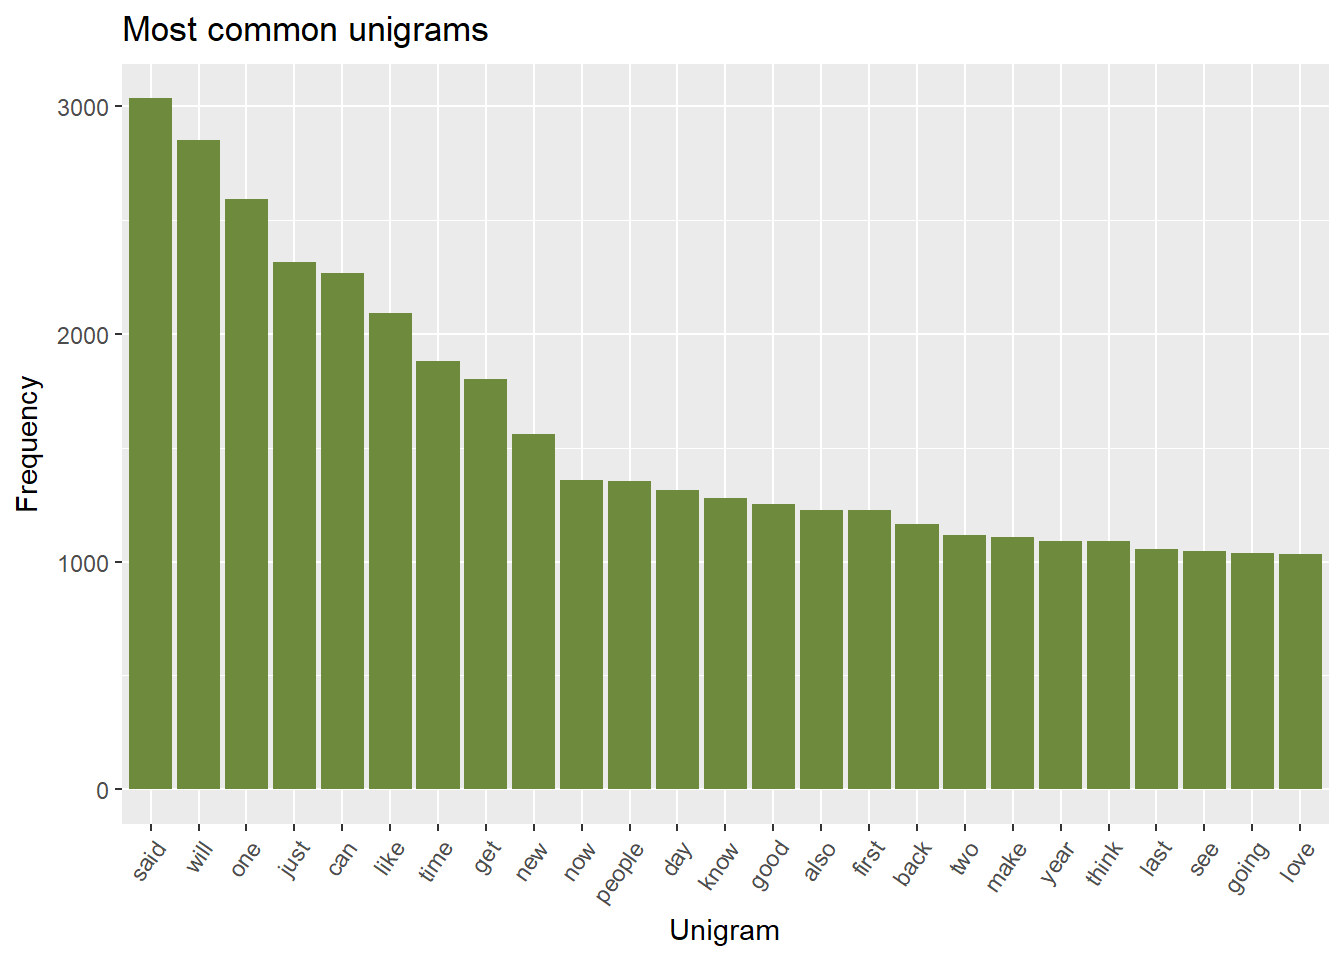 Most common unigrams
Frequency
3000
2000
1000
0
said will one just can like time get new now people day know good also first back two make year think last see going love
Unigram